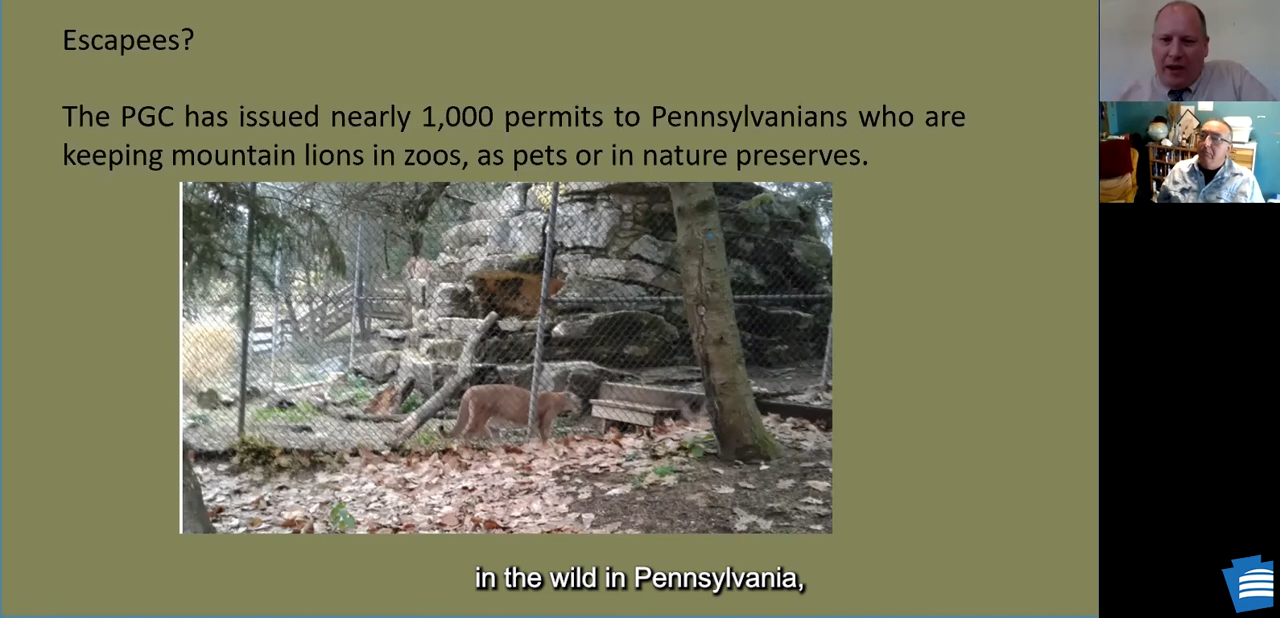 Escapees?
The PGC has issued nearly 1,000 permits to Pennsylvanians who are
keeping mountain lions in zoos, as pets or in nature preserves.
in the wild in Pennsylvania,